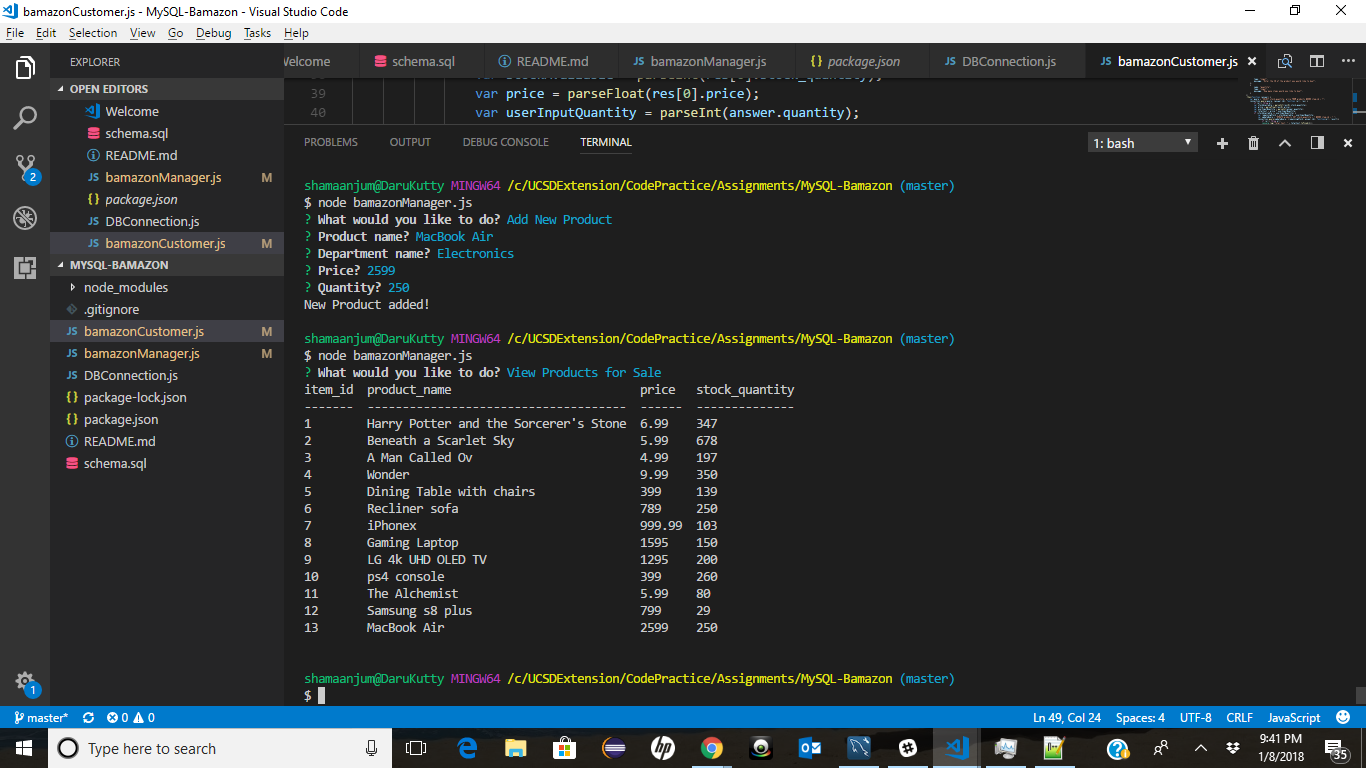 bamazonCustomer.js - MySQL-Bamazon - Visual Studio Code
File Edit Selection View Go Debug Tasks Help
EXPLORER
OPEN EDITORS
Welcome
schema.sql
README.md
bamazonManager.js M
package.json
DBConnection.js
bamazonCustomer.js M
MYSQL-BAMAZON
node_modules
.gitignore
bamazonCustomer.js M
bamazonManager.js M
DBConnection.js
package-lock.json
package.json
README.md
schema.sql
2
1
schema.sql README.md bamazonManager.js package.json DBConnection.js bamazonCustomer.js
39 var price = parseFloat(res[0].price);
40 var userInputQuantity = parseInt(answer.quantity);
PROBLEMS OUTPUT DEBUG CONSOLE TERMINAL 1: bash
shamaanjum@DaruKutty MINGW64 /c/UCSDExtension/CodePractice/Assignments/MySQL-Bamazon (master)
$ node bamazonManager.js
? What would you like to do? Add New Product
? Product name? MacBook Air
? Department name? Electronics
? Price? 2599
? Quantity? 250
New Product added!
shamaanjum@DaruKutty MINGW64 /c/UCSDExtension/CodePractice/Assignments/MySQL-Bamazon (master)
$ node bamazonManager.js
? What would you like to do? View Products for Sale
item_id product_name price stock_quantity
------- ------------------------------------- ------ --------------
1 Harry Potter and the Sorcerer's Stone 6.99 347
2 Beneath a Scarlet Sky 5.99 678
3 A Man Called Ov 4.99 197
4 Wonder 9.99 350
5 Dining Table with chairs 399 139
6 Recliner sofa 789 250
7 iPhonex 999.99 103
8 Gaming Laptop 1595 150
9 LG 4k UHD OLED TV 1295 200
10 ps4 console 399 260
11 The Alchemist 5.99 80
12 Samsung s8 plus 799 29
13 MacBook Air 2599 250
shamaanjum@DaruKutty MINGW64 /c/UCSDExtension/CodePractice/Assignments/MySQL-Bamazon (master)
$
master* 0 0 Ln 49, Col 24 Spaces: 4 UTF-8 CRLF JavaScript
Type here to search
9:41 PM
1/8/2018
35